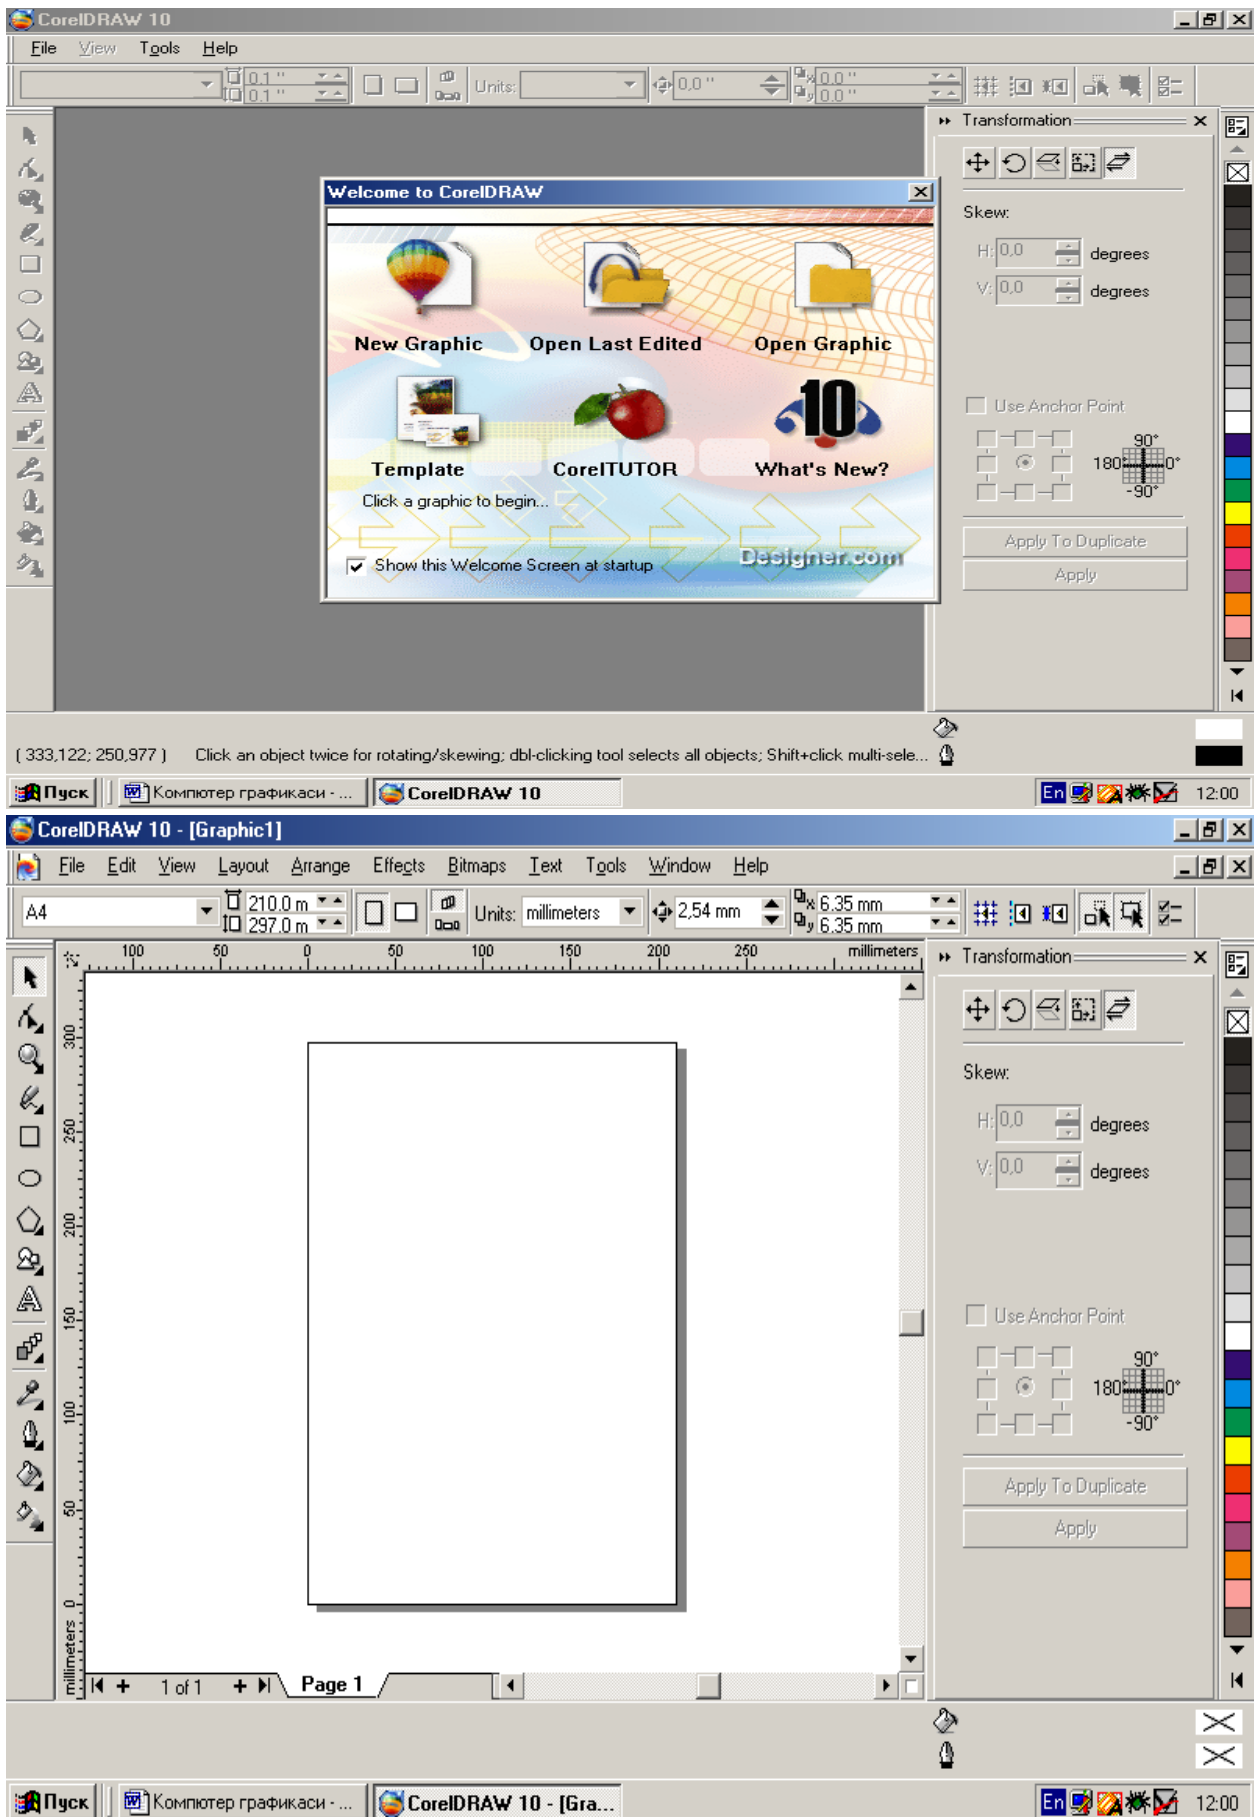 CorelDRAW 10
File View Tools Help
0.1 "
0.1 "
Units:
0,0 "
x 0.0 "
y 0.0 "
Transformation
Welcome to CorelDRAW
Skew:
H: 0,0 degrees
V: 0,0 degrees
New Graphic Open Last Edited Open Graphic
10
Use Anchor Point
90°
180° 0°
-90°
Template CorelTUTOR What's New?
Click a graphic to begin...
Apply To Duplicate
Designer.com
Show this Welcome Screen at startup
Apply
( 333,122; 250,977 ) Click an object twice for rotating/skewing; dbl-clicking tool selects all objects; Shift+click multi-sele...
Пуск Компютер графикаси - ... CorelDRAW 10 En 12:00
CorelDRAW 10 - [Graphic1]
File Edit View Layout Arrange Effects Bitmaps Text Tools Window Help
A4
210.0 m
297.0 m
Units: millimeters
2,54 mm
x 6.35 mm
y 6.35 mm
100 50 0 50 100 150 200 250 millimeters
Transformation
300
250
200
150
100
50
0
millimeters
Skew:
H: 0,0 degrees
V: 0,0 degrees
Use Anchor Point
90°
180° 0°
-90°
Apply To Duplicate
Apply
1 of 1 Page 1
Пуск Компютер графикаси - ... CorelDRAW 10 - [Gra... En 12:00